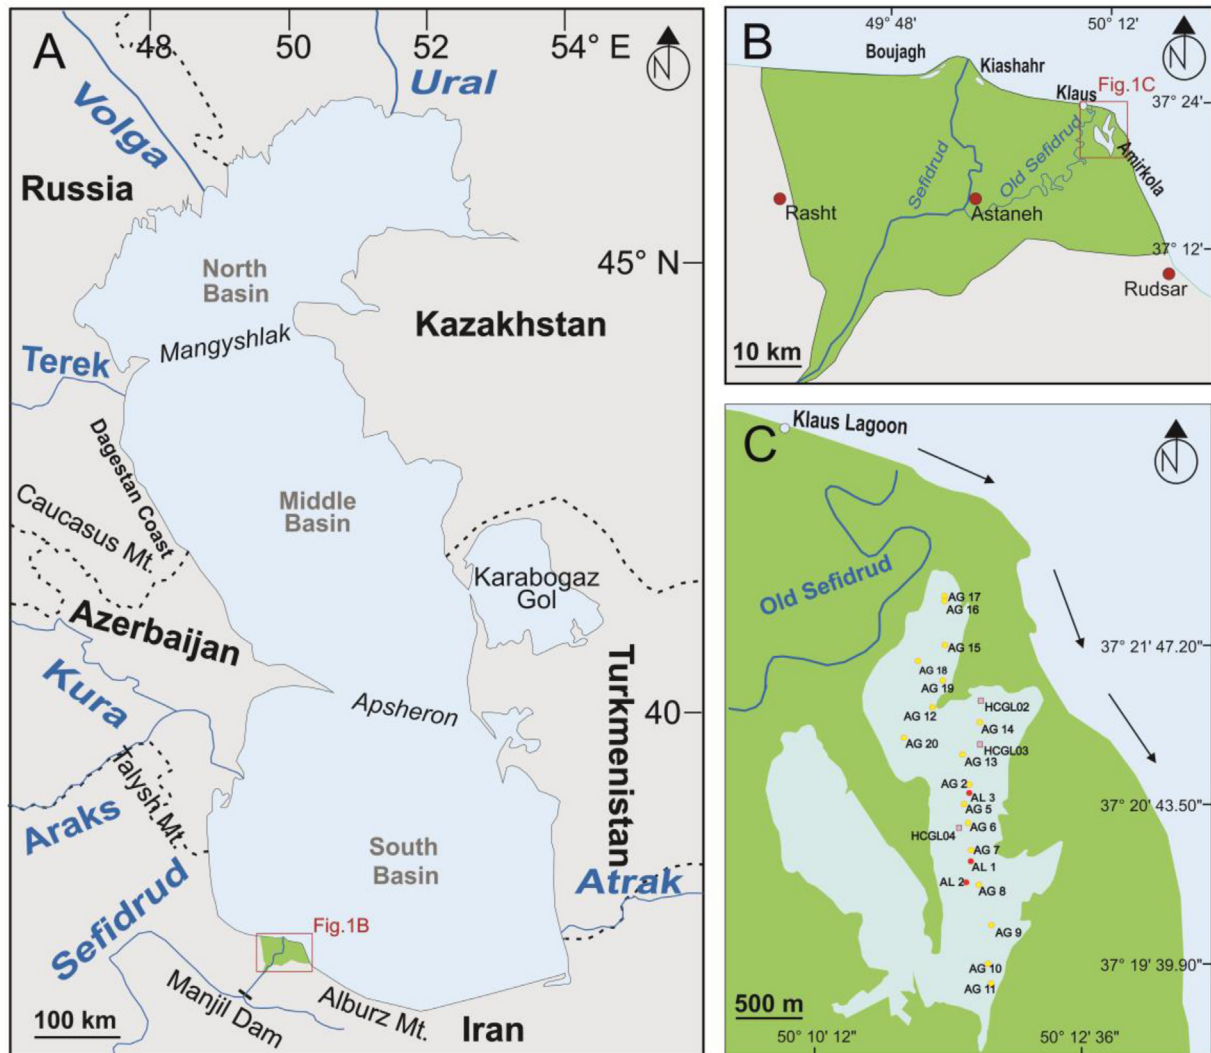 A
48
50
52
54° E
N
Ural
Volga
Russia
45° N
North
Basin
Kazakhstan
Mangyshlak
Terek
Dagestan Coast
Caucasus Mt.
Middle
Basin
Karabogaz
Gol
Azerbaijan
Turkmenistan
Kura
Apsheron
40
Talysh Mt.
Araks
South
Basin
Atrak
Sefidrud
Fig.1B
Manjil Dam
Alburz Mt.
Iran
100 km
B
49° 48'
50° 12'
N
Boujagh
Kiashahr
Klaus
Fig.1C
37° 24'
Amirkola
Sefidrud
Old Sefidrud
Rasht
Astaneh
37° 12'
Rudsar
10 km
C
Klaus Lagoon
N
Old Sefidrud
AG 17
AG 16
AG 15
37° 21' 47.20"
AG 18
AG 19
HCGL02
AG 12
AG 14
AG 20
HCGL03
AG 13
AG 2
AL 3
37° 20' 43.50"
AG 5
AG 6
HCGL04
AG 7
AL 1
AL 2
AG 8
AG 9
AG 10
37° 19' 39.90"
AG 11
500 m
50° 10' 12"
50° 12' 36"